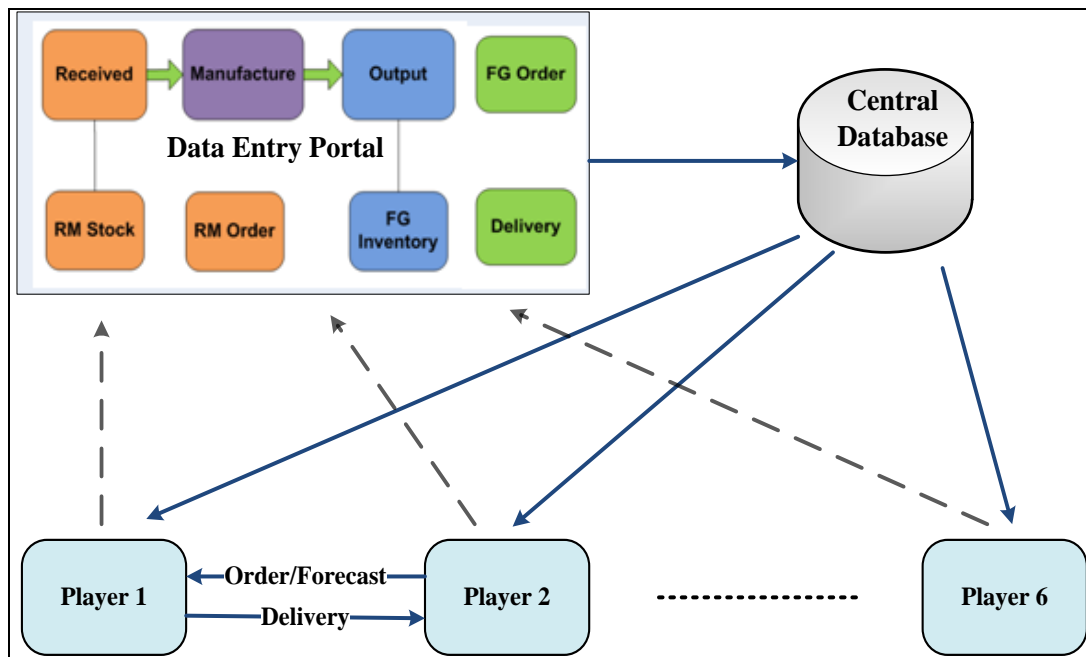 Received
Manufacture
Output
FG Order
Data Entry Portal
RM Stock
RM Order
FG
Inventory
Delivery
Central
Database
Player 1
Order/Forecast
Delivery
Player 2
Player 6